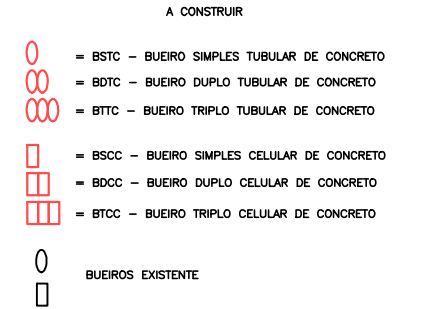 A CONSTRUIR
= BSTC – BUEIRO SIMPLES TUBULAR DE CONCRETO
= BDTC – BUEIRO DUPLO TUBULAR DE CONCRETO
= BTTC – BUEIRO TRIPLO TUBULAR DE CONCRETO
= BSCC – BUEIRO SIMPLES CELULAR DE CONCRETO
= BDCC – BUEIRO DUPLO CELULAR DE CONCRETO
= BTCC – BUEIRO TRIPLO CELULAR DE CONCRETO
BUEIROS EXISTENTE